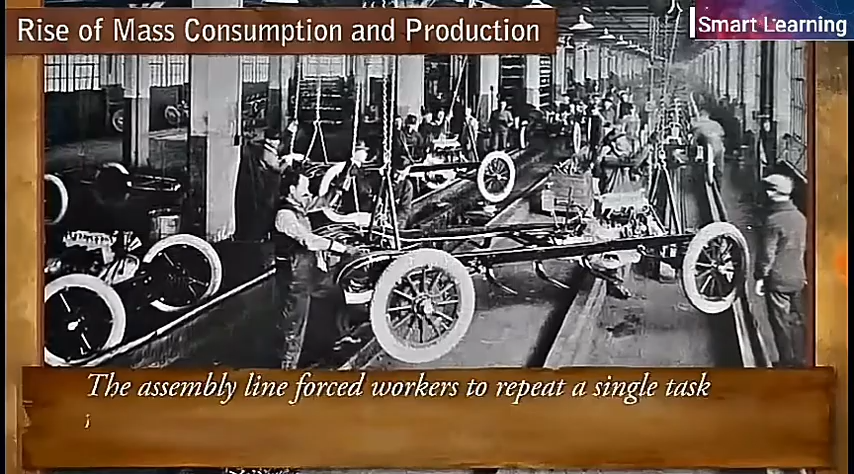 Rise of Mass Consumption and Production
Smart Learning
The assembly line forced workers to repeat a single task